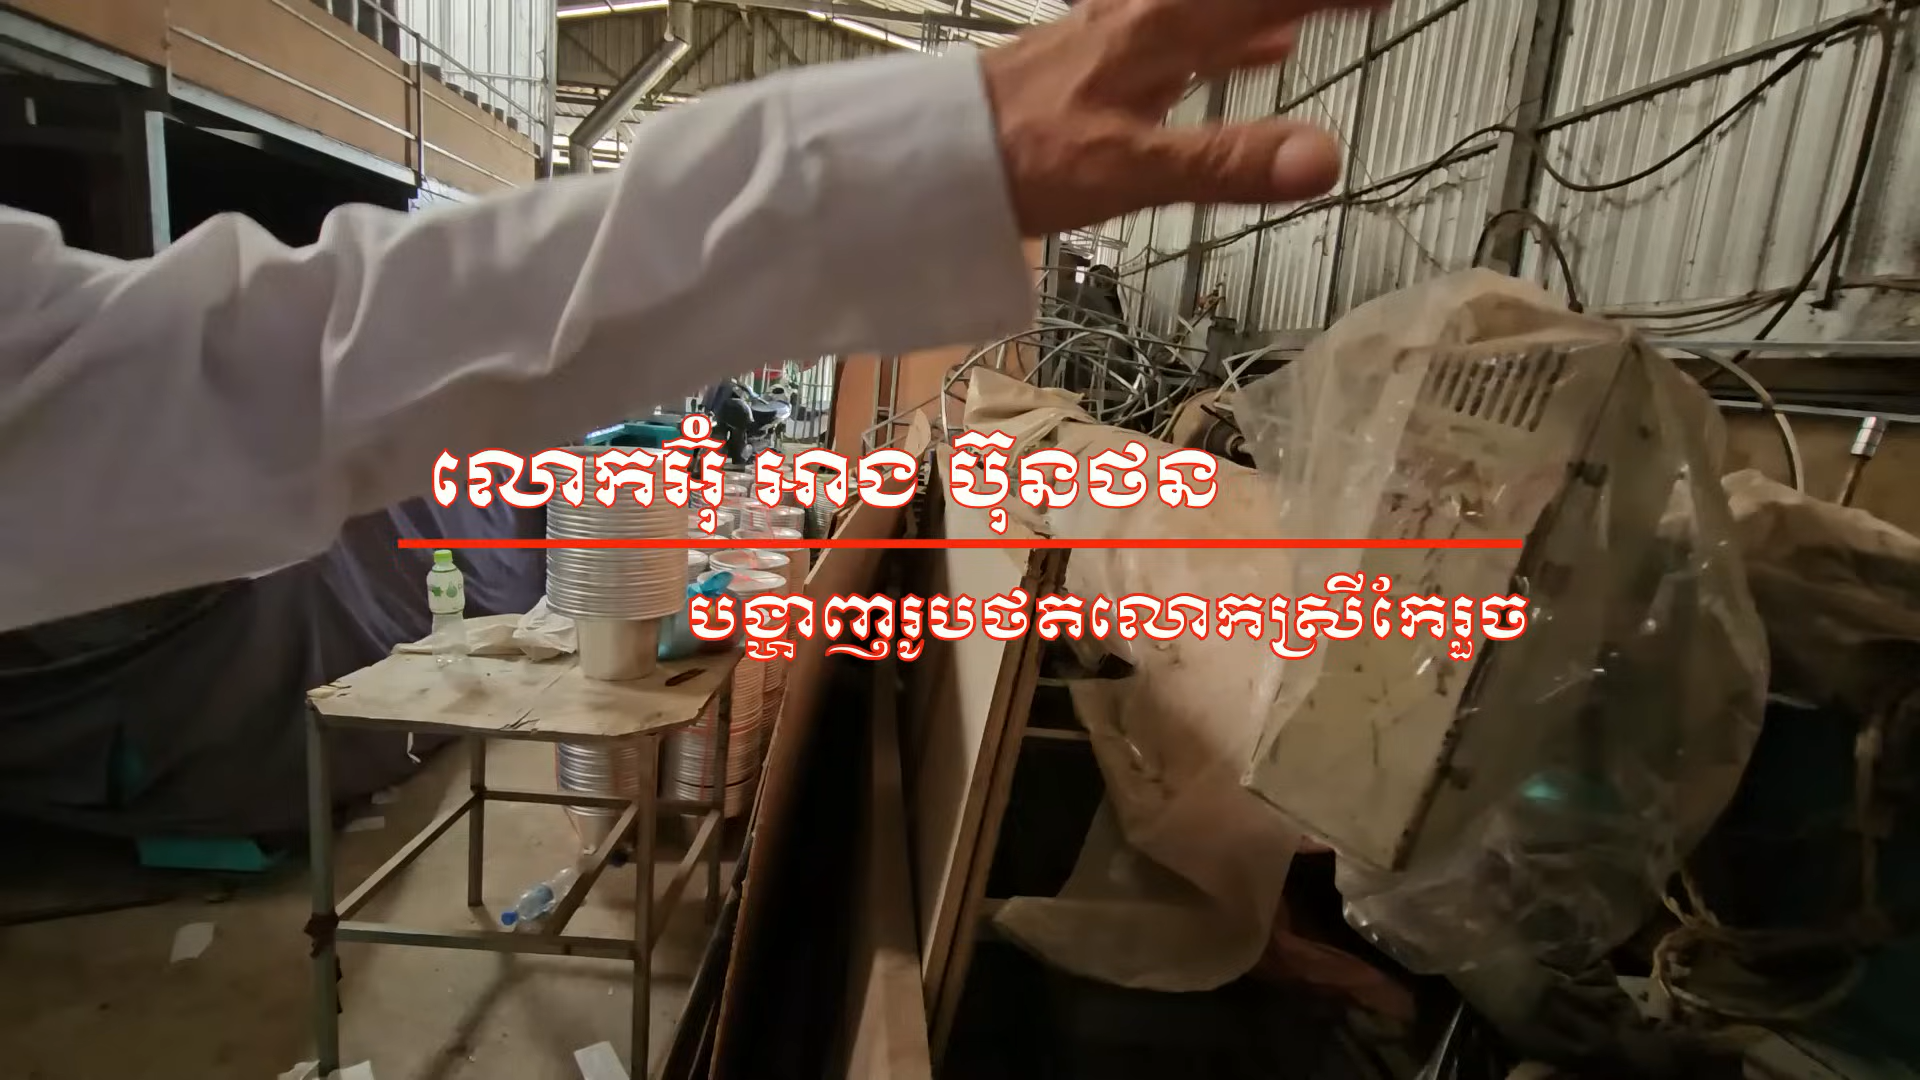 លោកអ៊ុំ អាង ប៊ុនថន
បង្ហាញរូបថតលោកស្រីកែរួច